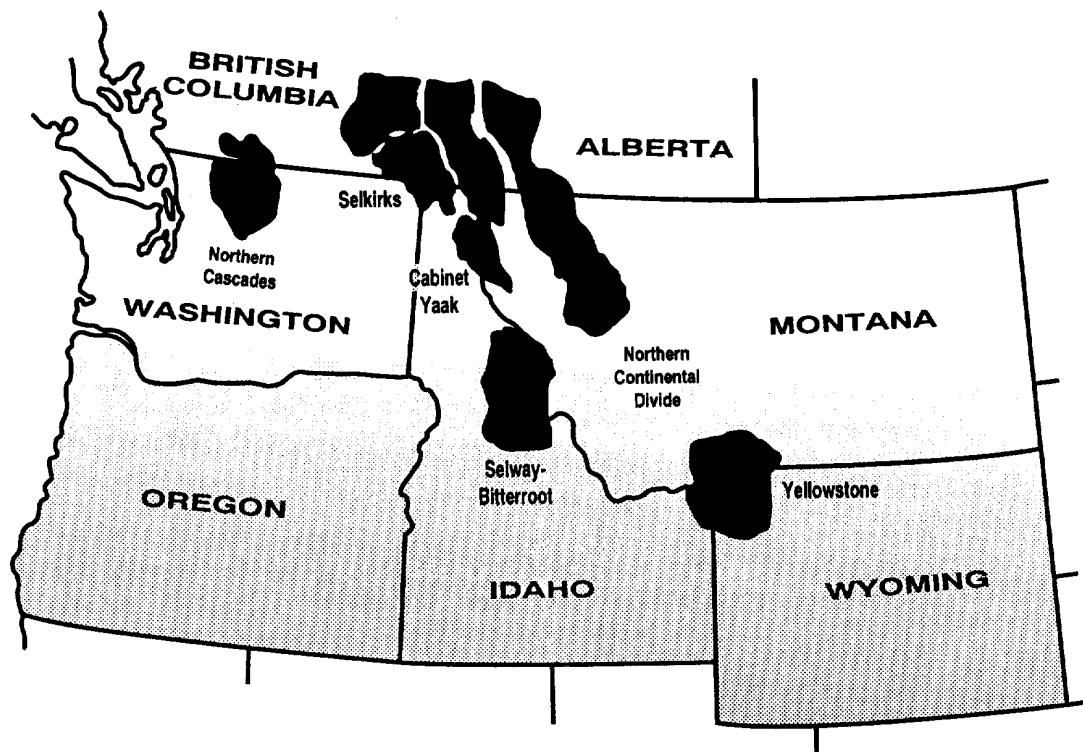 BRITISH
COLUMBIA
ALBERTA
Selkirks
Northern
Cascades
Cabinet
Yaak
WASHINGTON
MONTANA
Northern
Continental
Divide
Selway-
Bitterroot
Yellowstone
OREGON
IDAHO
WYOMING